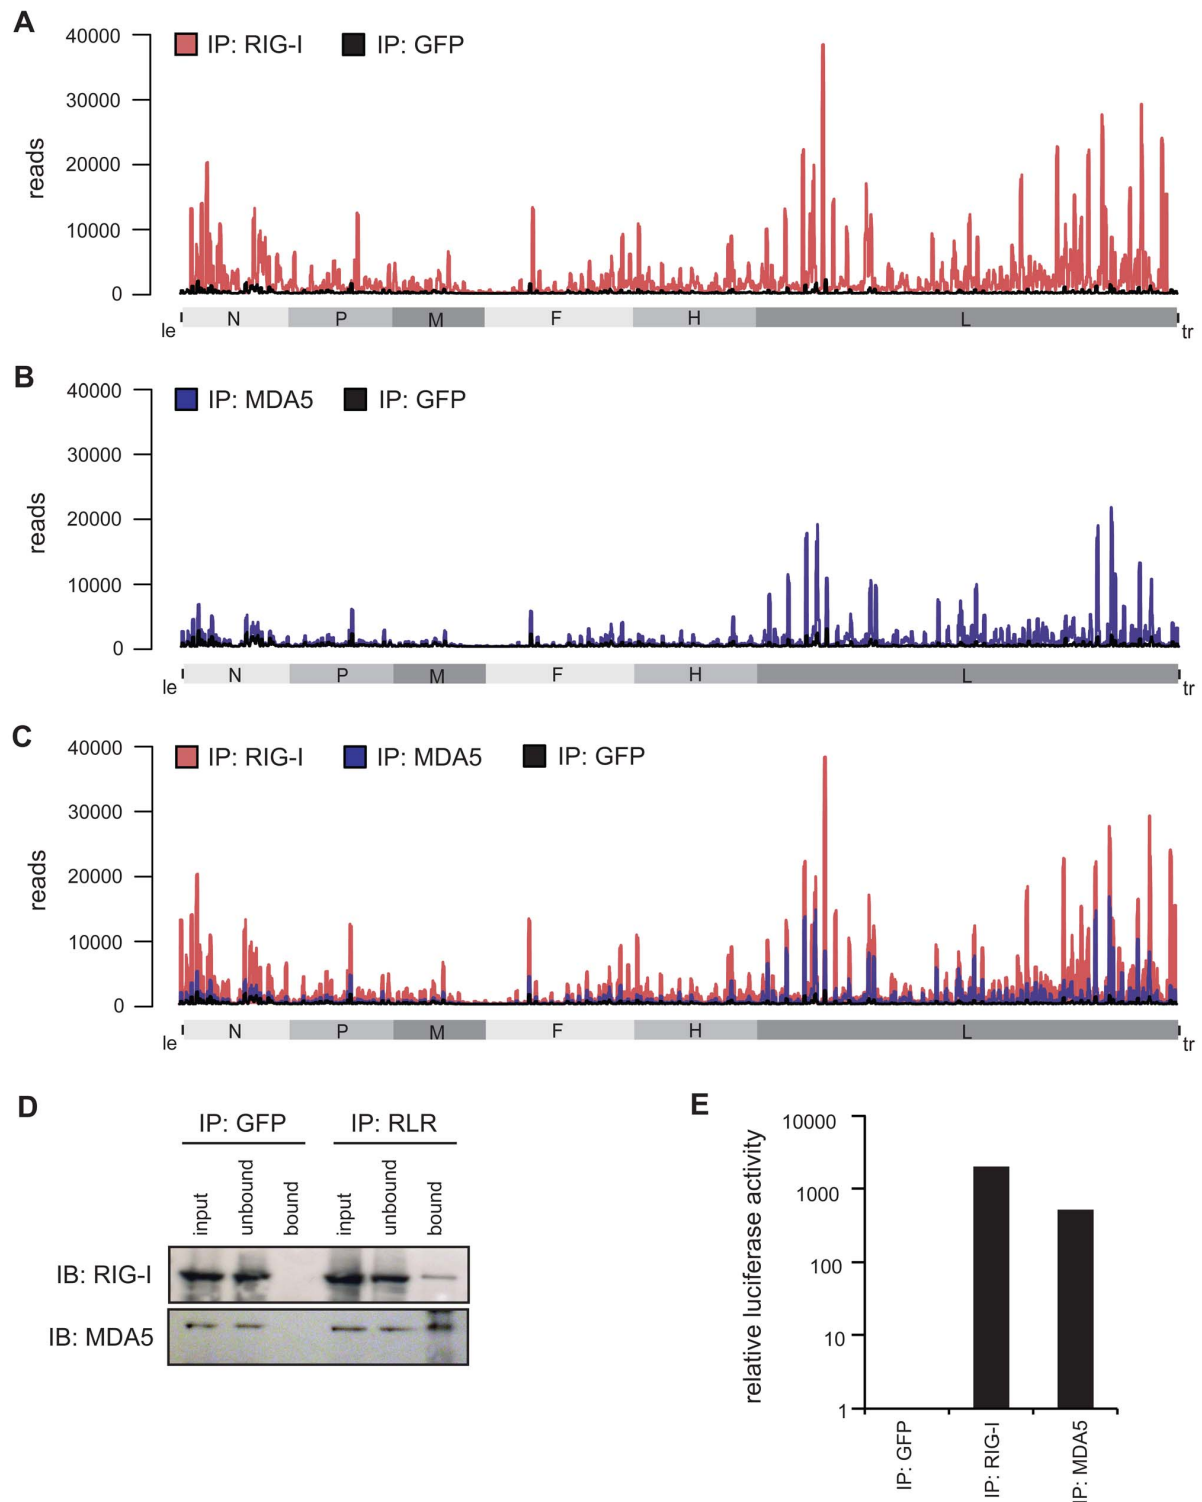 A
IP: RIG-I IP: GFP
40000
30000
20000
10000
0
reads
le N P M F H L tr
B
IP: MDA5 IP: GFP
40000
30000
20000
10000
0
reads
le N P M F H L tr
C
IP: RIG-I IP: MDA5 IP: GFP
40000
30000
20000
10000
0
reads
le N P M F H L tr
D
IP: GFP IP: RLR
input unbound bound input unbound bound
IB: RIG-I
IB: MDA5
E
relative luciferase activity
10000
1000
100
10
1
IP: GFP
IP: RIG-I
IP: MDA5